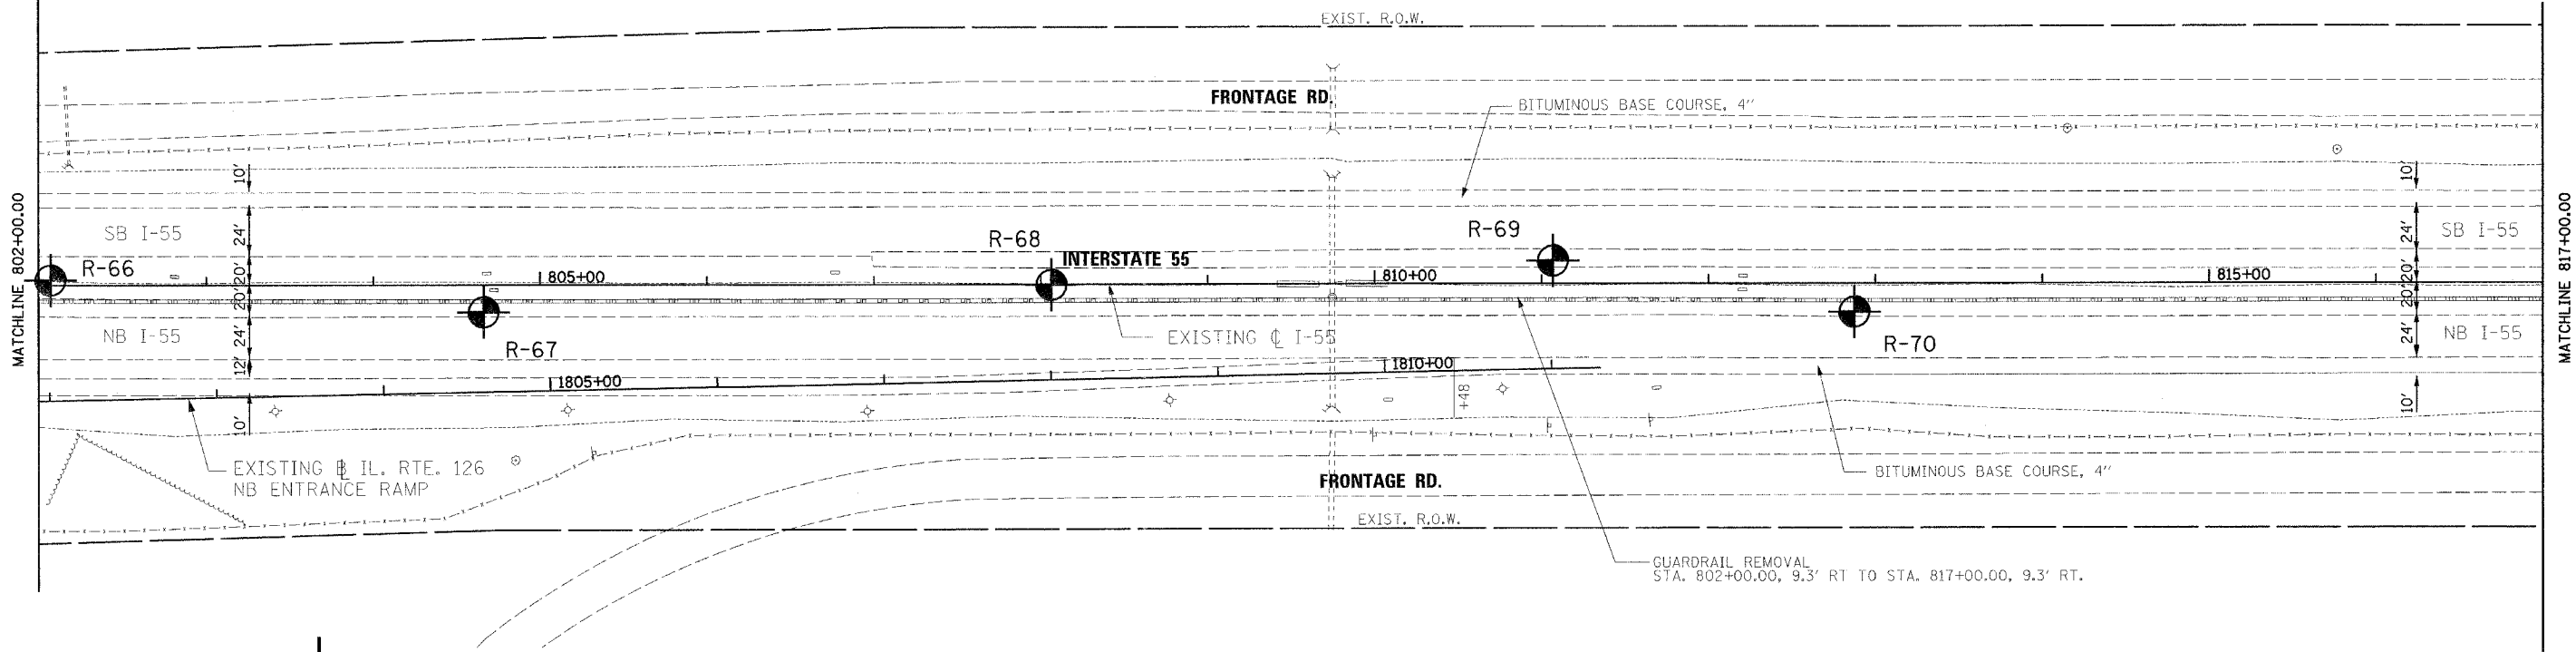 EXIST. R.O.W.
FRONTAGE RD.
BITUMINOUS BASE COURSE, 4"
MATCHLINE 802+00.00
10'
24'
20'
20'
24'
12'
10'
SB I-55
NB I-55
R-66
R-67
805+00
R-68
INTERSTATE 55
EXISTING ℄ I-55
810+00
R-69
R-70
815+00
10'
24'
20'
20'
24'
10'
SB I-55
NB I-55
MATCHLINE 817+00.00
1805+00
1810+00
+48
EXISTING ⅊ IL. RTE. 126
NB ENTRANCE RAMP
BITUMINOUS BASE COURSE, 4"
FRONTAGE RD.
EXIST. R.O.W.
GUARDRAIL REMOVAL
STA. 802+00.00, 9.3' RT TO STA. 817+00.00, 9.3' RT.